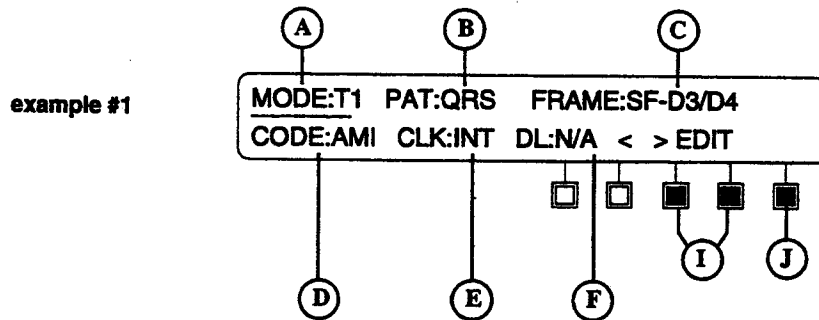 A B C
example #1
MODE:T1 PAT:QRS FRAME:SF-D3/D4
CODE:AMI CLK:INT DL:N/A < > EDIT
I J
D E F